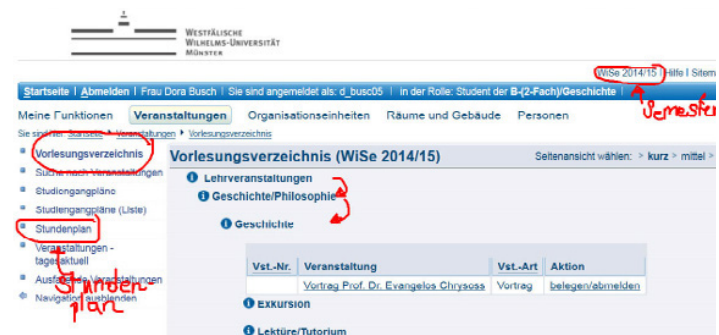 WESTFÄLISCHE
WILHELMS-UNIVERSITÄT
MÜNSTER
WiSe 2014/15 | Hilfe | Sitem
Startseite | Abmelden | Frau Dora Busch | Sie sind angemeldet als: d_busc05 | in der Rolle: Student der B-(2-Fach)/Geschichte |
Semester
Meine Funktionen Veranstaltungen Organisationseinheiten Räume und Gebäude Personen
Sie sind hier: Startseite Veranstaltungen Vorlesungsverzeichnis
Vorlesungsverzeichnis
Vorlesungsverzeichnis (WiSe 2014/15) Seitenansicht wählen: > kurz > mittel >
Suche nach Veranstaltungen
Lehrveranstaltungen
Studiengangpläne
Geschichte/Philosophie
Studiengangpläne (Liste)
Stundenplan
Geschichte
Veranstaltungen -
tagesaktuell
Vst.-Nr. Veranstaltung Vst.-Art Aktion
Ausfallende Veranstaltungen
Vortrag Prof. Dr. Evangelos Chrysoss Vortrag belegen/abmelden
Stunden-
plan
Navigation ausblenden
Exkursion
Lektüre/Tutorium